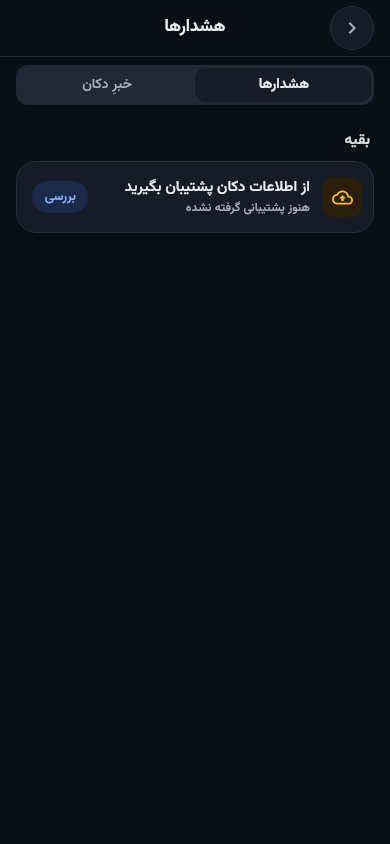 هشدارها
هشدارها
خبرِ دکان
بقیه
از اطلاعات دکان پشتیبان بگیرید
هنوز پشتیبانی گرفته نشده
بررسی